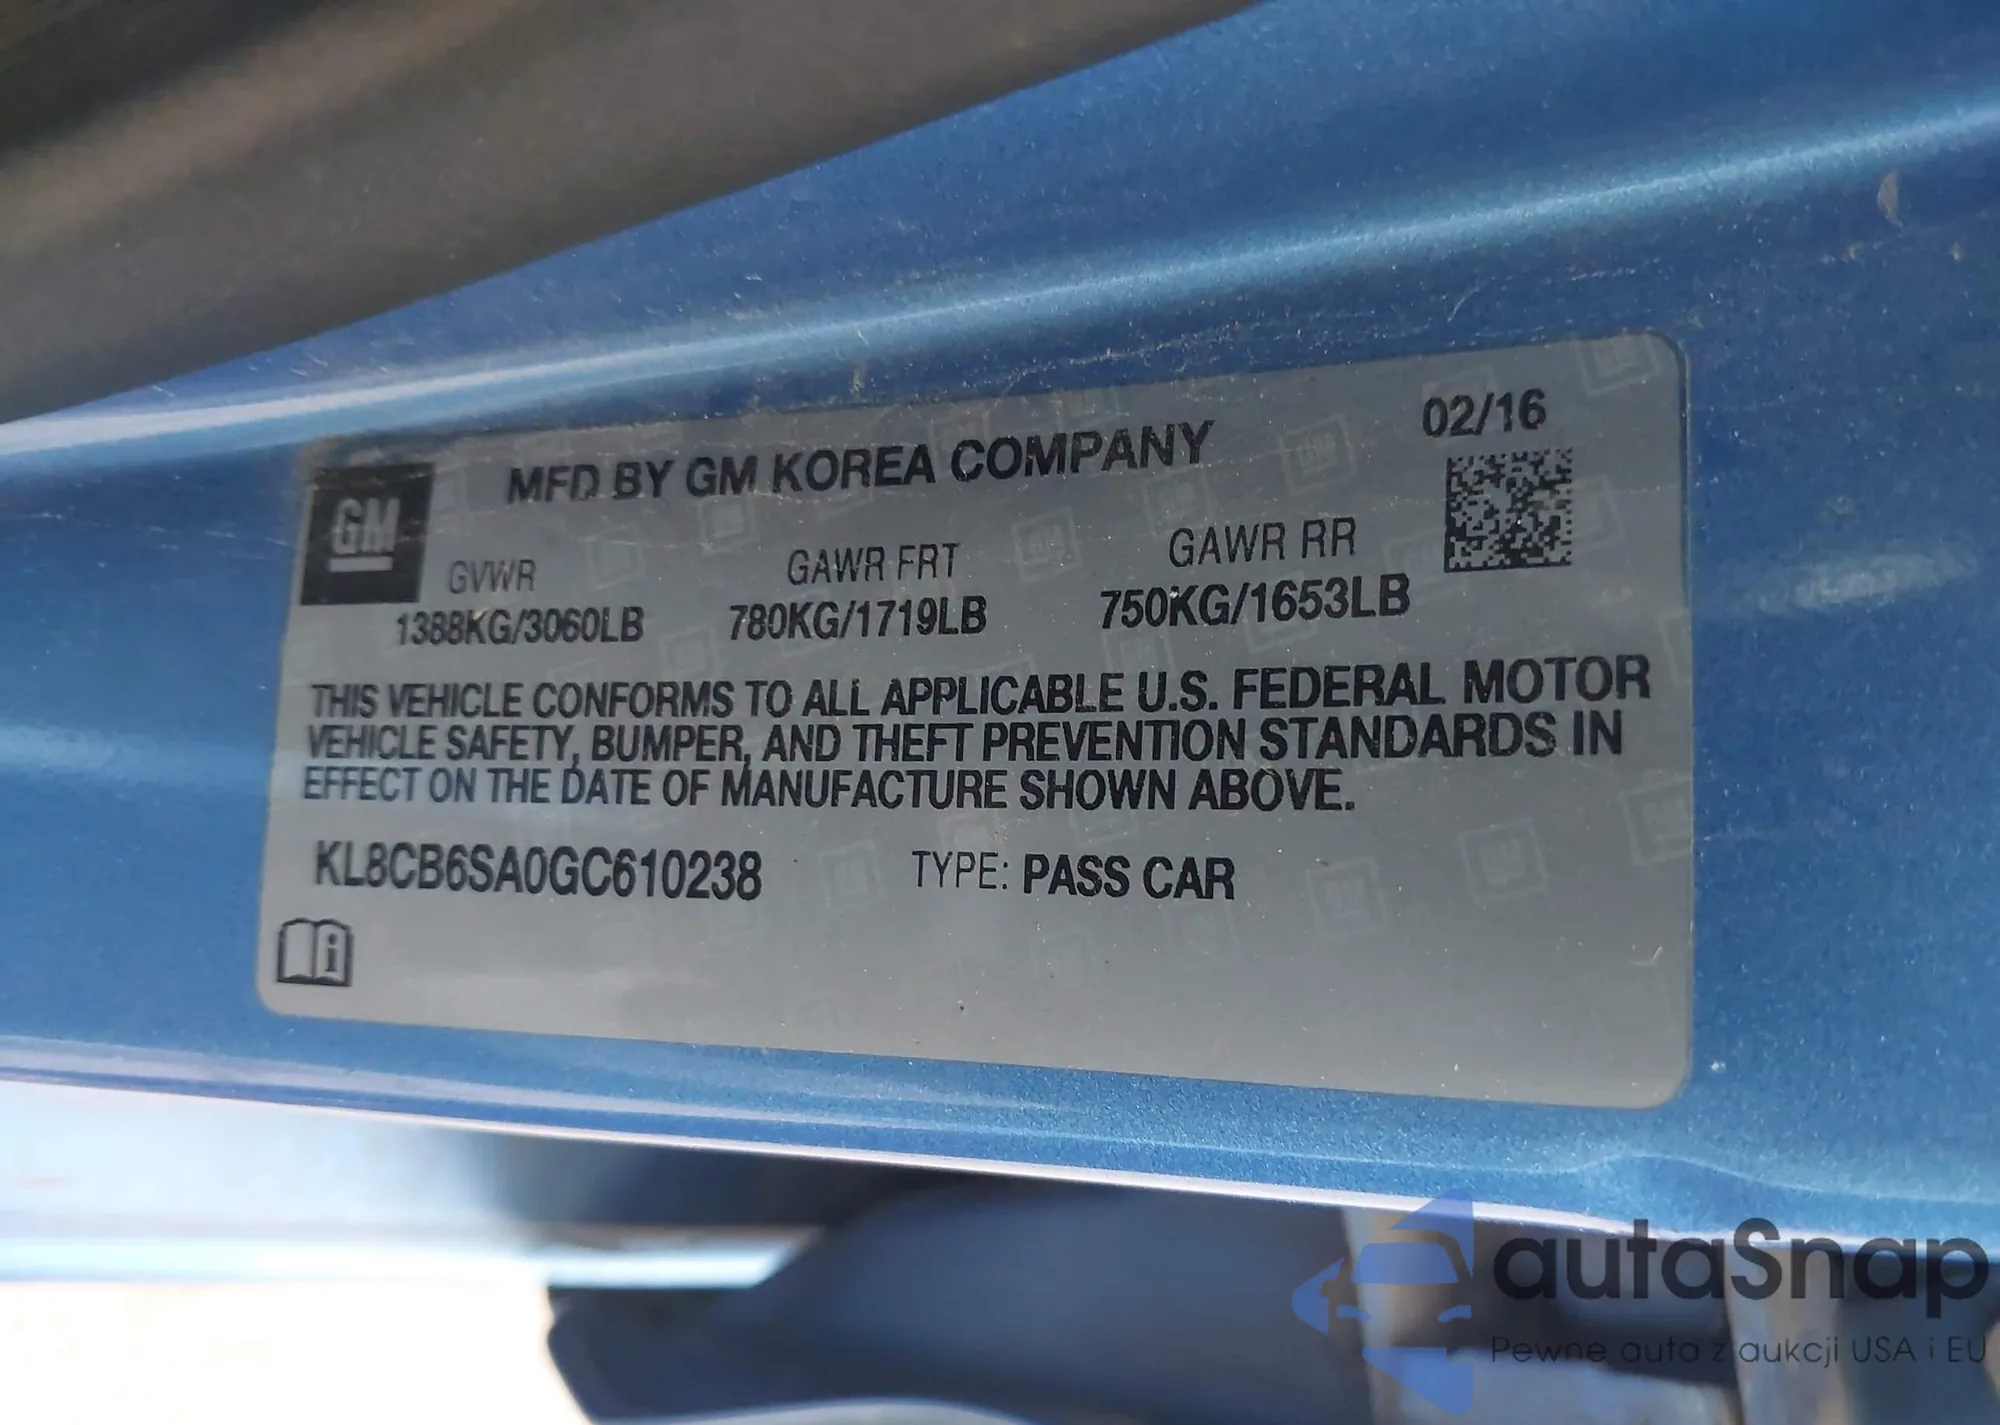 02/16
MFD BY GM KOREA COMPANY
GM
GVWR GAWR FRT GAWR RR
1388KG/3060LB 780KG/1719LB 750KG/1653LB
THIS VEHICLE CONFORMS TO ALL APPLICABLE U.S. FEDERAL MOTOR
VEHICLE SAFETY, BUMPER, AND THEFT PREVENTION STANDARDS IN
EFFECT ON THE DATE OF MANUFACTURE SHOWN ABOVE.
KL8CB6SA0GC610238 TYPE: PASS CAR
i
autaSnap
Pewne auta z aukcji USA i EU